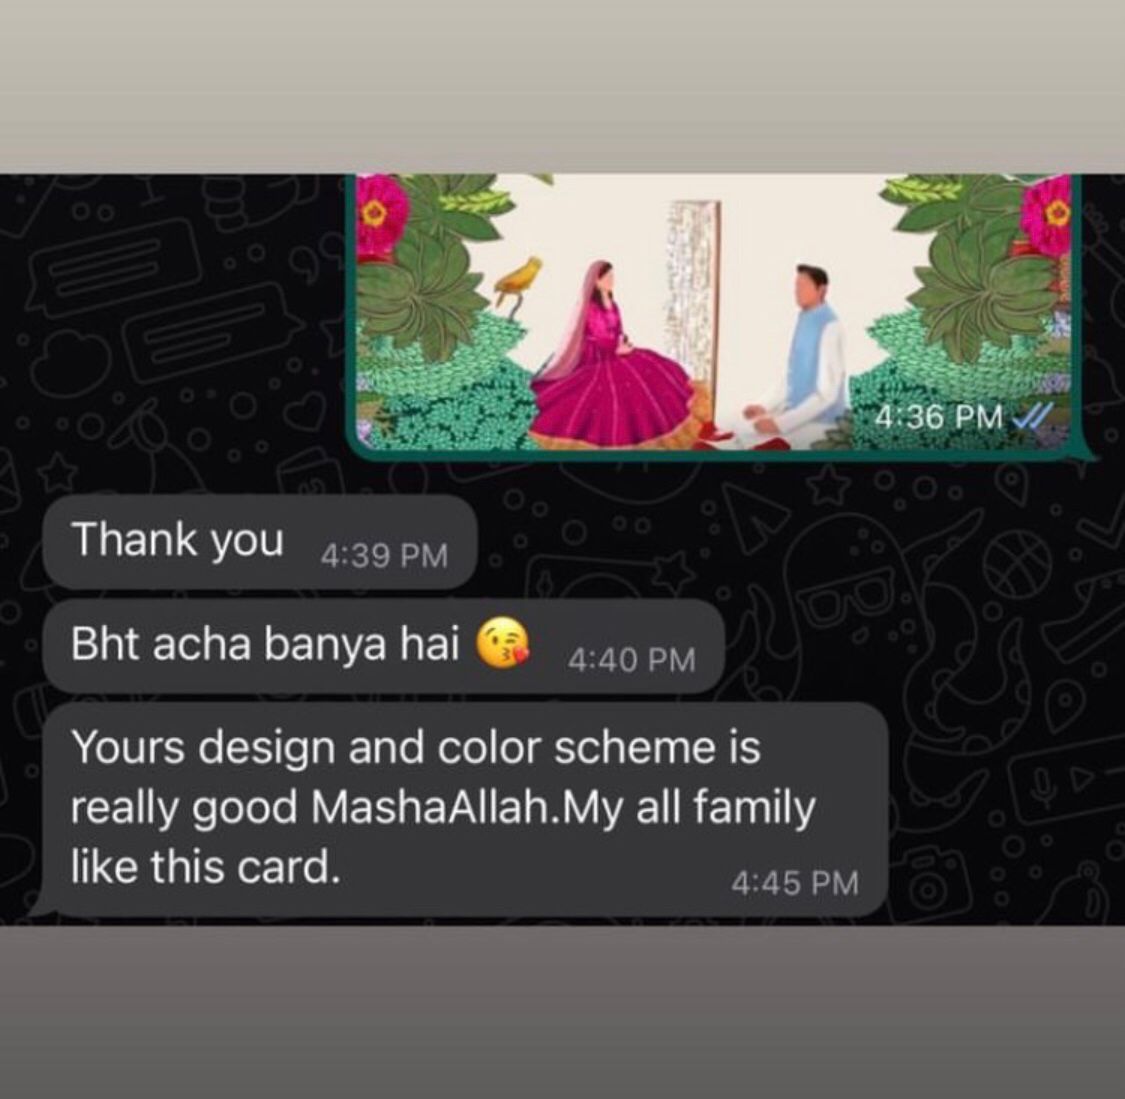 4:36 PM
Thank you 4:39 PM
Bht acha banya hai 😘 4:40 PM
Yours design and color scheme is
really good MashaAllah.My all family
like this card.
4:45 PM